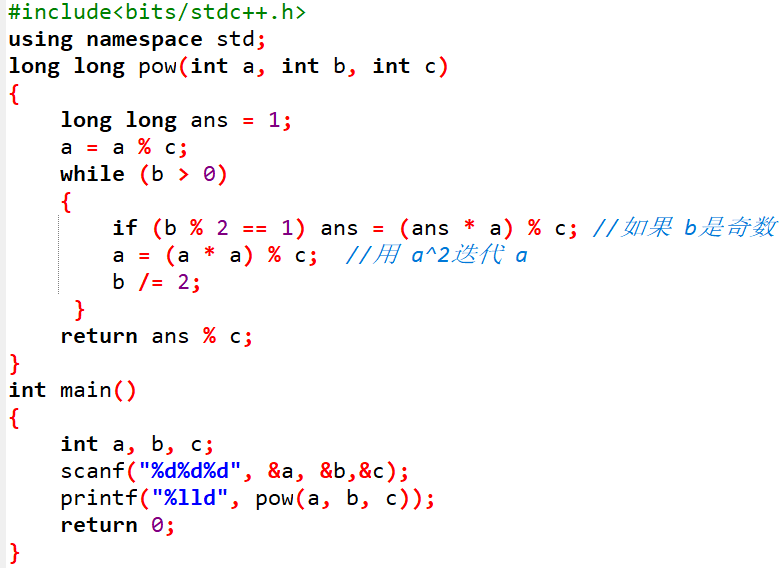 #include<bits/stdc++.h>
using namespace std;
long long pow(int a, int b, int c)
{
    long long ans = 1;
    a = a % c;
    while (b > 0)
    {
        if (b % 2 == 1) ans = (ans * a) % c; //如果 b是奇数
        a = (a * a) % c;  //用 a^2迭代 a
        b /= 2;
     }
    return ans % c;
}
int main()
{
    int a, b, c;
    scanf("%d%d%d", &a, &b,&c);
    printf("%lld", pow(a, b, c));
    return 0;
}